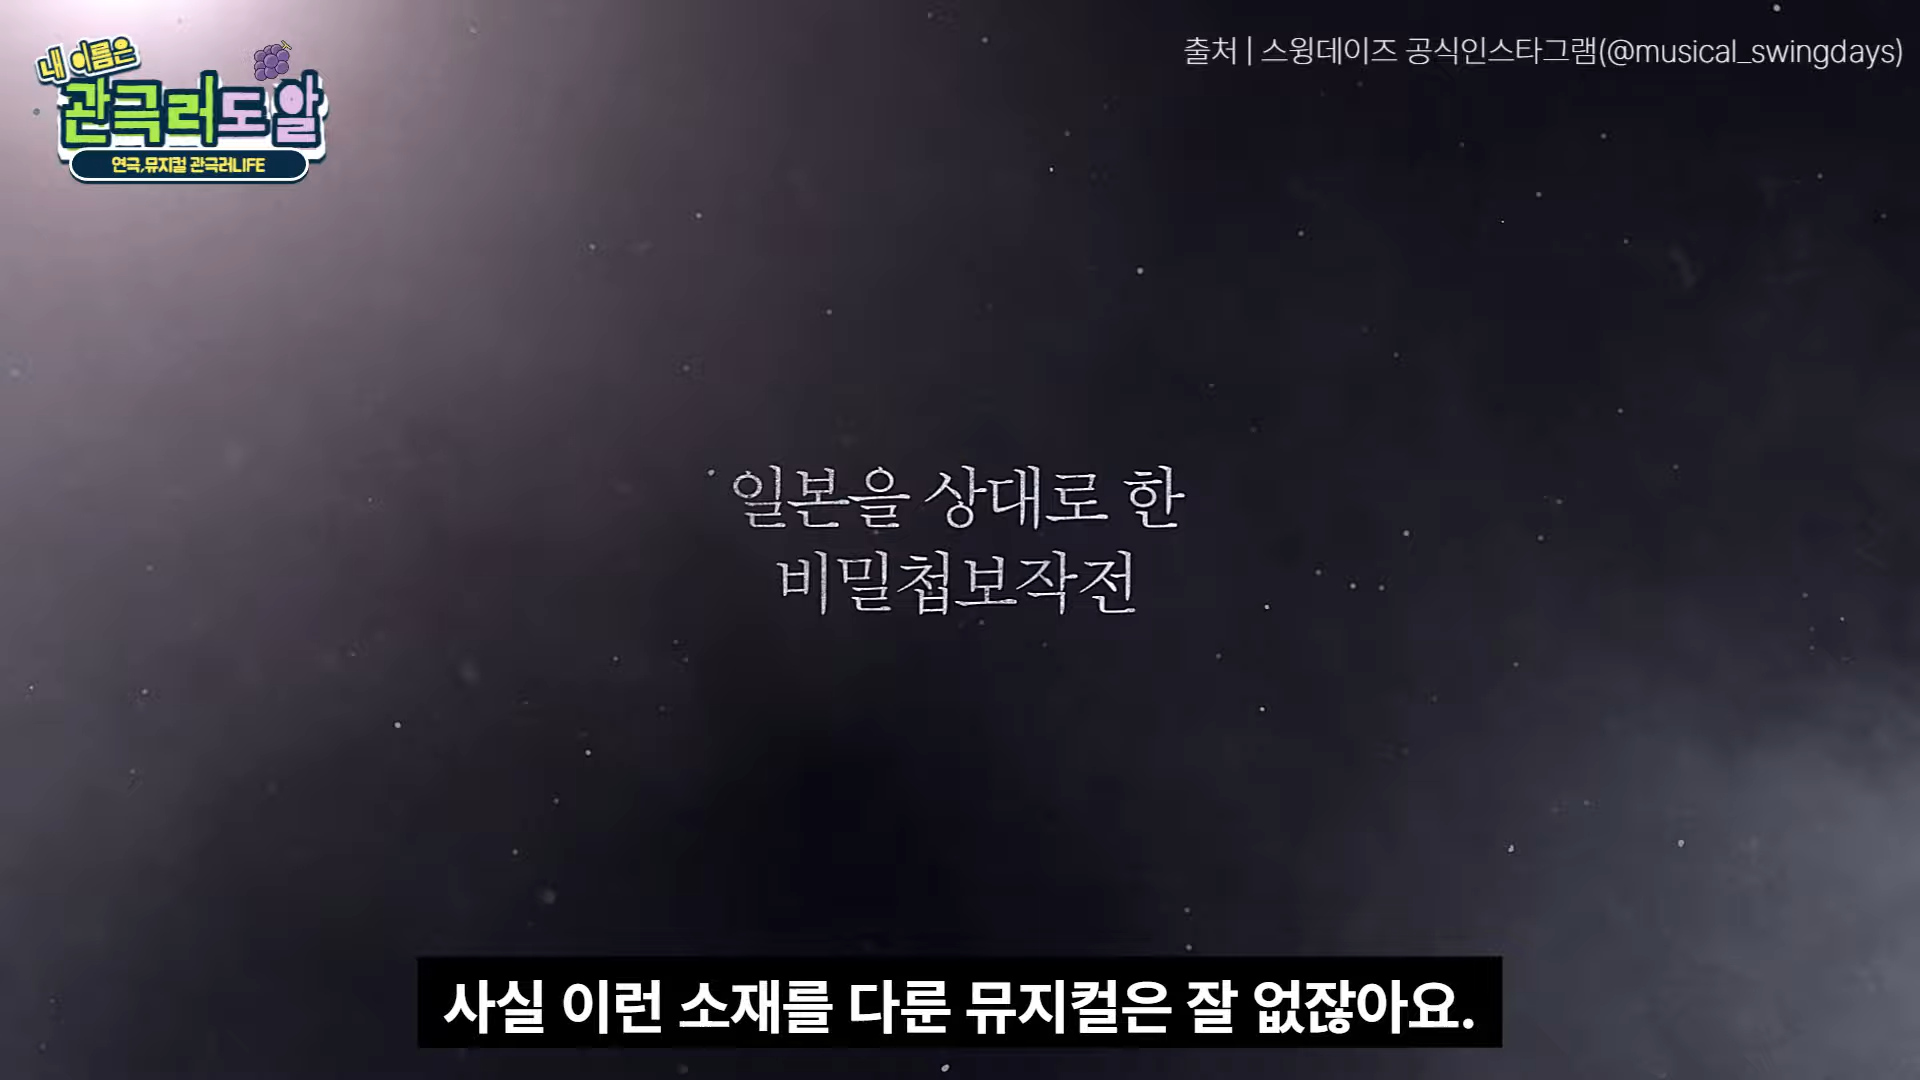 내 이름은
관극러도알
연극,뮤지컬 관극러LIFE
출처 | 스윙데이즈 공식인스타그램(@musical_swingdays)
일본을 상대로 한
비밀첩보작전
사실 이런 소재를 다룬 뮤지컬은 잘 없잖아요.